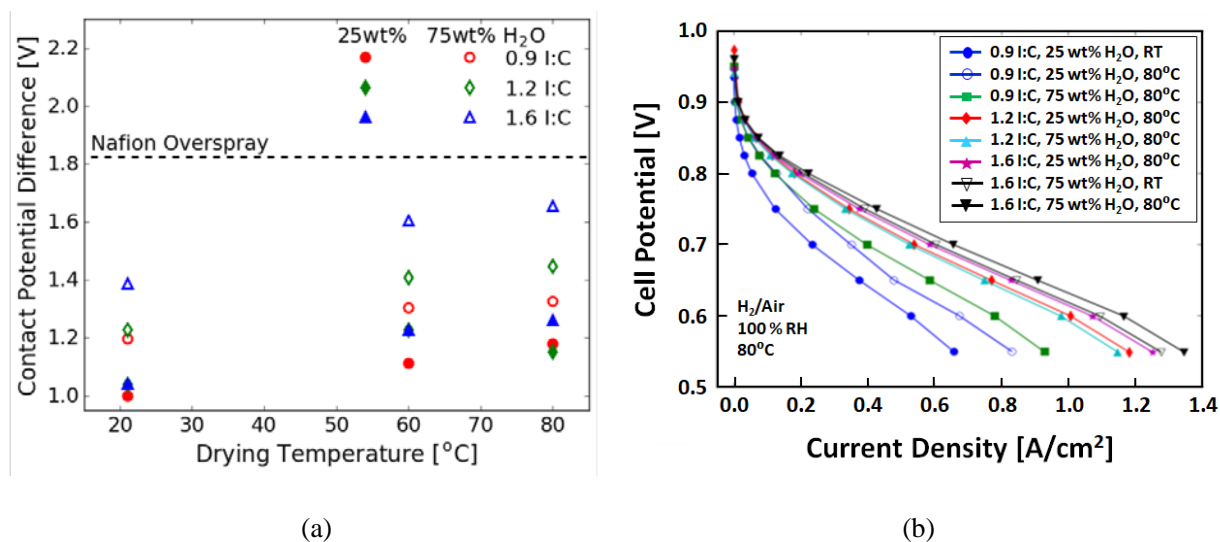 25wt% 75wt% H₂O
0.9 I:C
1.2 I:C
1.6 I:C
Nafion Overspray
Contact Potential Difference [V]
2.2
2.0
1.8
1.6
1.4
1.2
1.0
20 30 40 50 60 70 80
Drying Temperature [°C]
(a)
0.9 I:C, 25 wt% H₂O, RT
0.9 I:C, 25 wt% H₂O, 80°C
0.9 I:C, 75 wt% H₂O, 80°C
1.2 I:C, 25 wt% H₂O, 80°C
1.2 I:C, 75 wt% H₂O, 80°C
1.6 I:C, 25 wt% H₂O, 80°C
1.6 I:C, 75 wt% H₂O, RT
1.6 I:C, 75 wt% H₂O, 80°C
Cell Potential [V]
1.0
0.9
0.8
0.7
0.6
0.5
H₂/Air
100 % RH
80°C
0.0 0.2 0.4 0.6 0.8 1.0 1.2 1.4
Current Density [A/cm²]
(b)